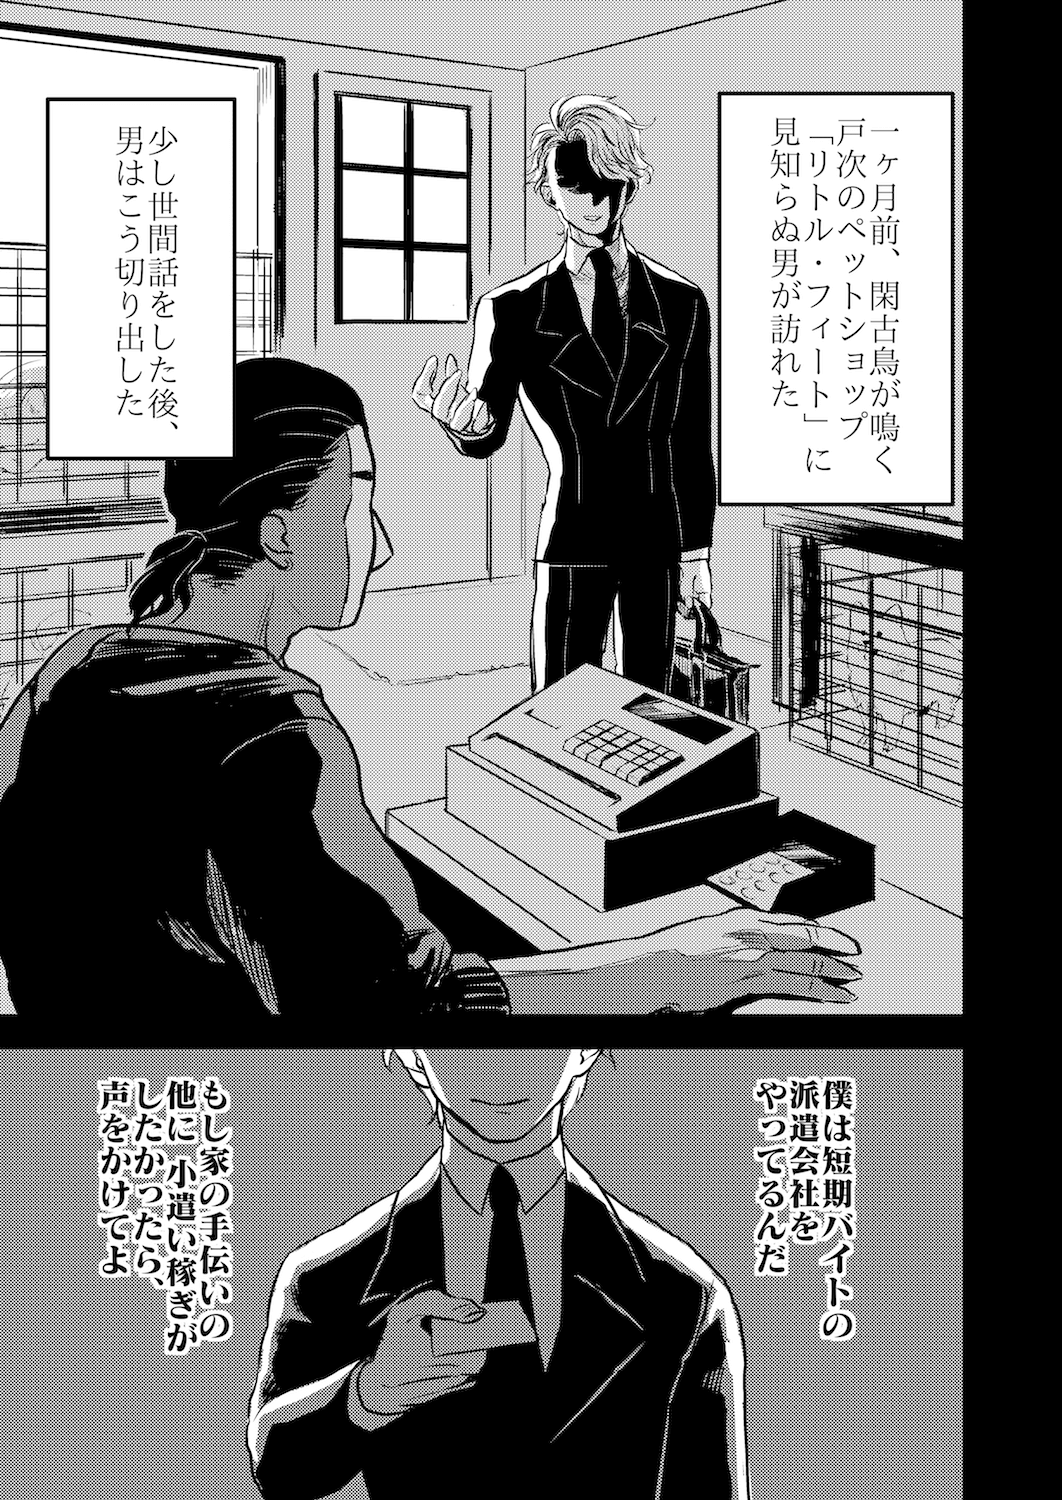 一ヶ月前、閑古鳥が鳴く
戸次のペットショップ
「リトル・フィート」に
見知らぬ男が訪れた
少し世間話をした後、
男はこう切り出した
僕は短期バイトの
派遣会社を
やってるんだ
もし家の手伝いの
他に 小遣い稼ぎが
したかったら、
声をかけてよ